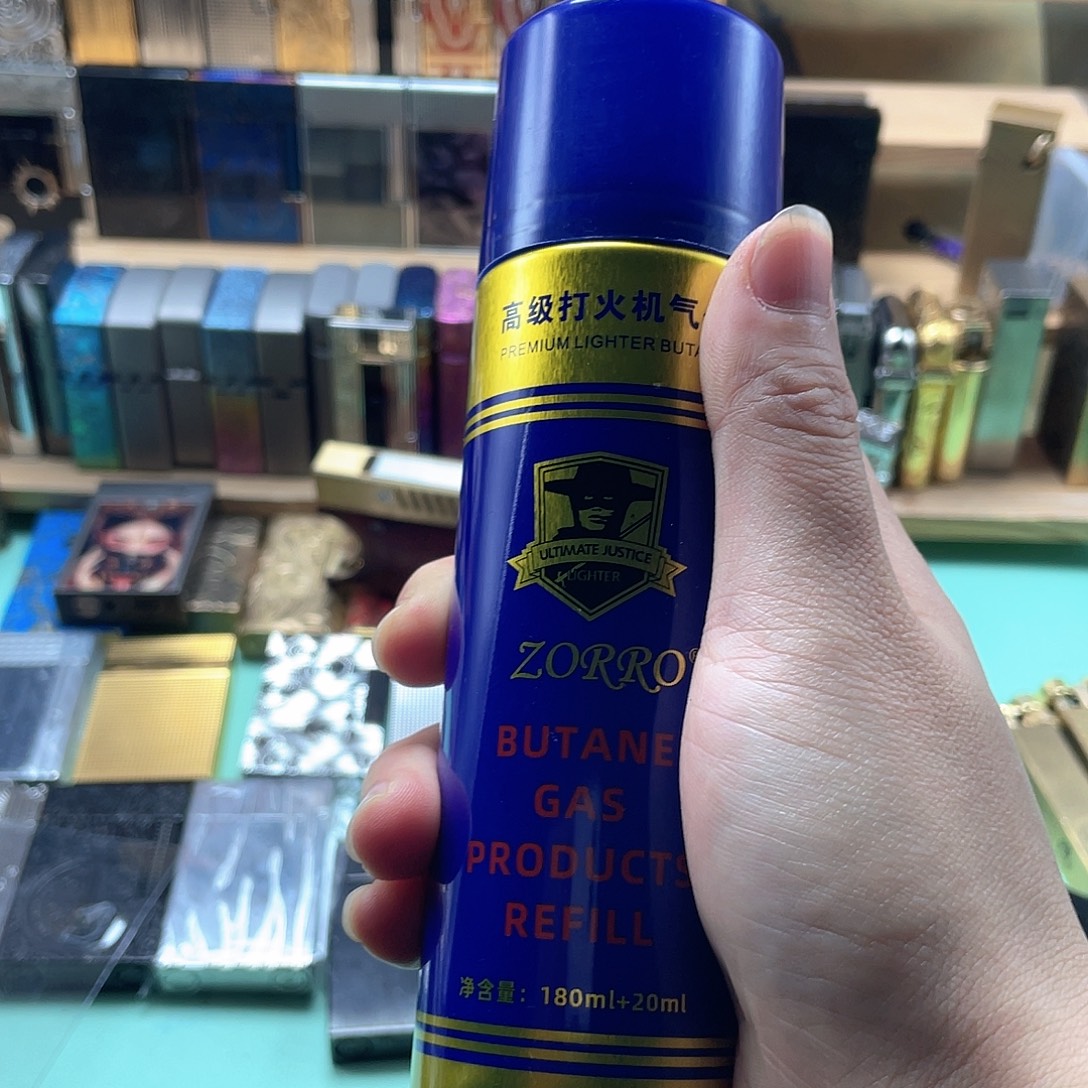 高级打火机气
PREMIUM LIGHTER BUTA
ULTIMATE JUSTICE
LIGHTER
ZORRO®
BUTANE
GAS
PRODUCTS
REFILL
净含量：180ml+20ml